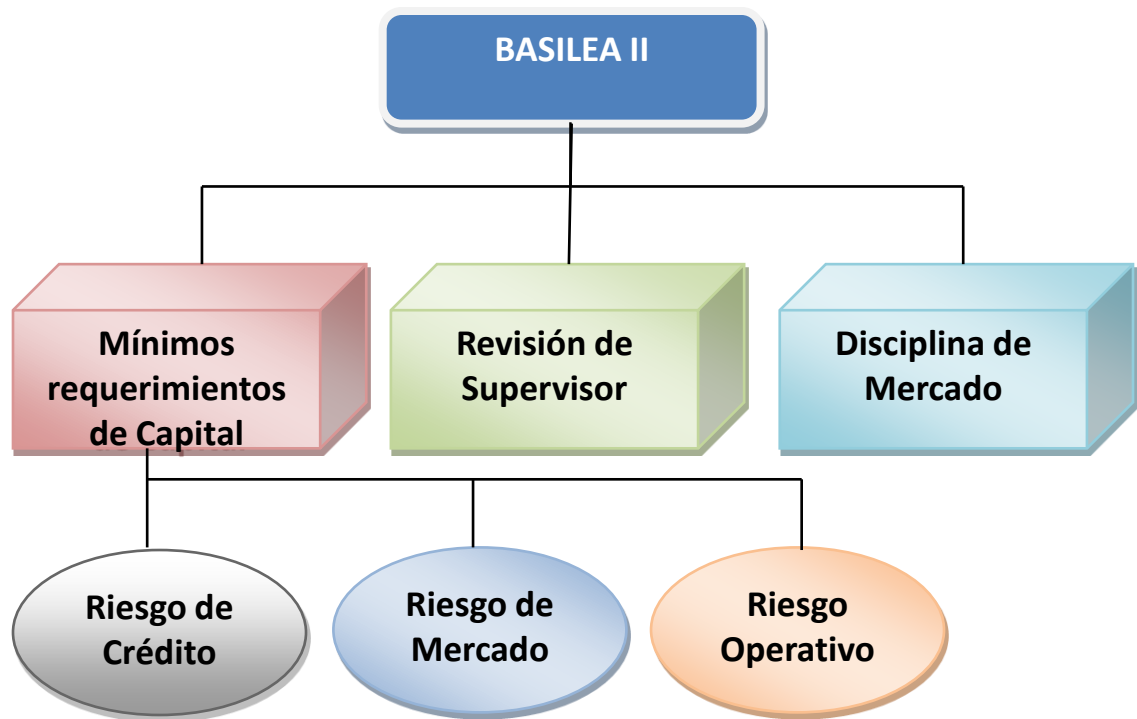 BASILEA II
Mínimos
requerimientos
de Capital
Revisión de
Supervisor
Disciplina de
Mercado
Riesgo de
Crédito
Riesgo de
Mercado
Riesgo
Operativo